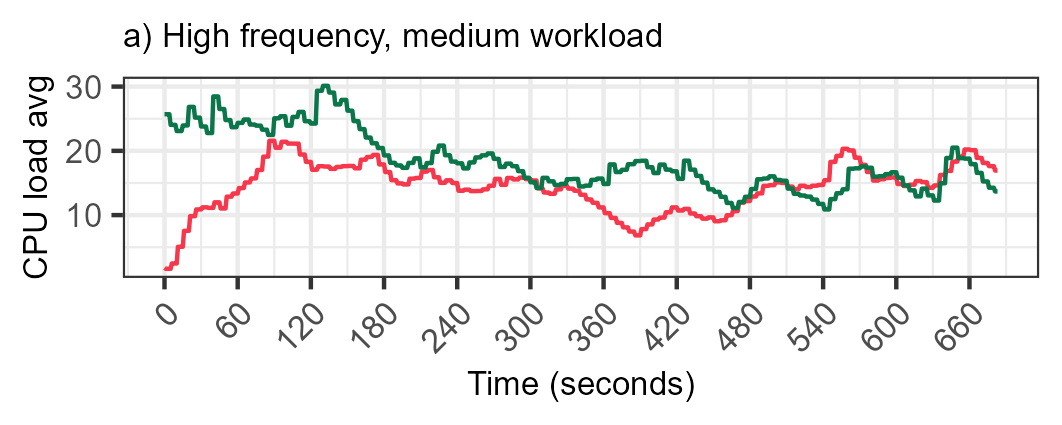 a) High frequency, medium workload
CPU load avg
30
20
10
0 60 120 180 240 300 360 420 480 540 600 660
Time (seconds)